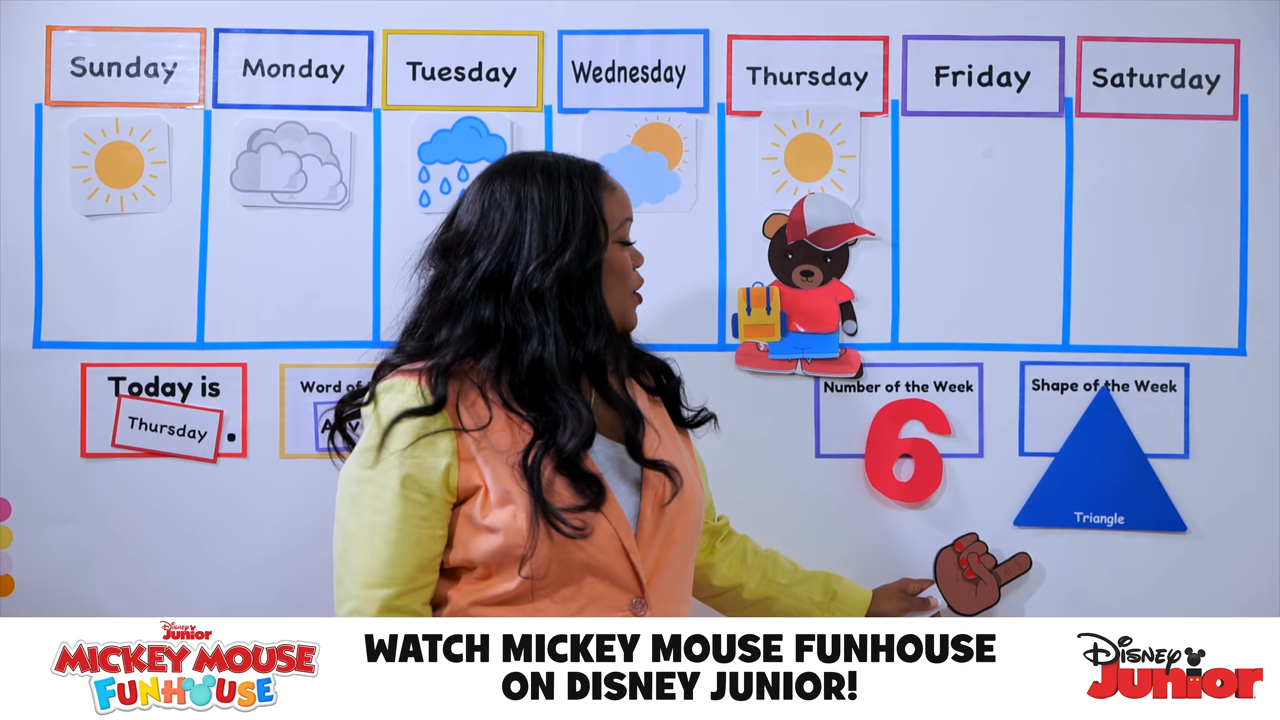 Sunday
Monday
Tuesday
Wednesday
Thursday
Friday
Saturday
Today is
Thursday
.
Word of
Number of the Week
6
Shape of the Week
Triangle
Disney Junior
MICKEY MOUSE
FUNHOUSE
WATCH MICKEY MOUSE FUNHOUSE
ON DISNEY JUNIOR!
Disney
Junior